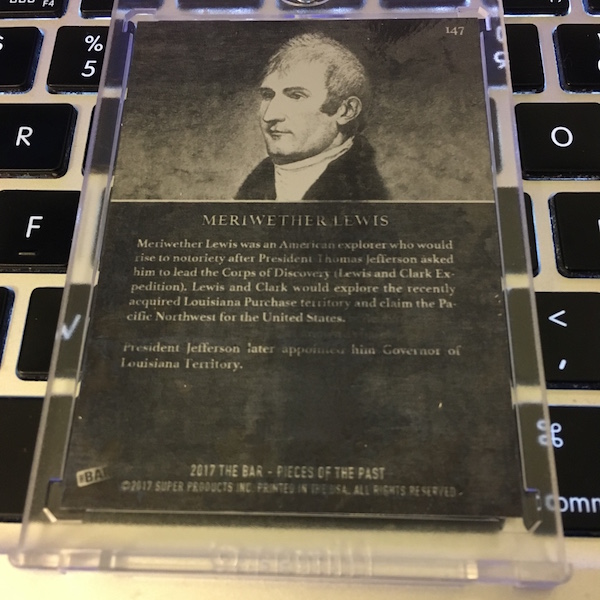 F4
%
5
R
F
O
<
,
⌘
comm
147
MERIWETHER LEWIS
Meriwether Lewis was an American explorer who would
rise to notoriety after President Thomas Jefferson asked
him to lead the Corps of Discovery (Lewis and Clark Ex-
pedition). Lewis and Clark would explore the recently
acquired Louisiana Purchase territory and claim the Pa-
cific Northwest for the United States.
President Jefferson later appointed him Governor of
Louisiana Territory.
#BAR
2017 THE BAR - PIECES OF THE PAST
©2017 SUPER PRODUCTS INC. PRINTED IN THE USA. ALL RIGHTS RESERVED.